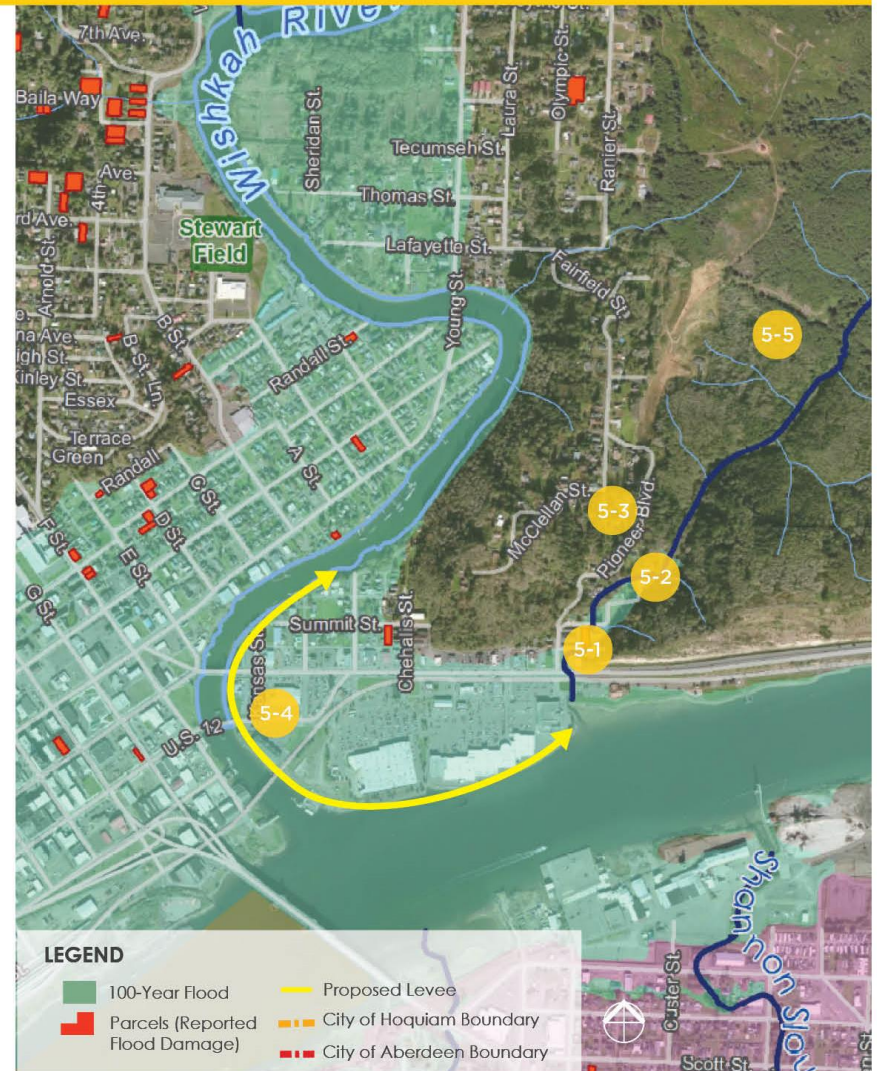 7th Ave.
Wishkah River
Baila Way
Sheridan St.
Laura St
Olympic St.
Ranier St.
Tecumseh St.
4th Ave.
Thomas St.
rd Ave.
Stewart
Field
Lafayette St.
Arnold St.
Young St.
Fairfield St.
B St.
B St. Ln.
na Ave
igh St.
Kinley St.
Essex
Randall St.
5-5
Terrace
Green
Randall
A St.
C St.
D St.
E St.
F St.
G St.
McClellan St.
5-3
Pioneer Blvd.
5-2
Summit St.
Chehalis St.
5-1
nsas St.
5-4
U.S. 12
Shannon Slou
Custer St.
Scott St.
n St.
LEGEND
100-Year Flood
Parcels (Reported
Flood Damage)
Proposed Levee
City of Hoquiam Boundary
City of Aberdeen Boundary